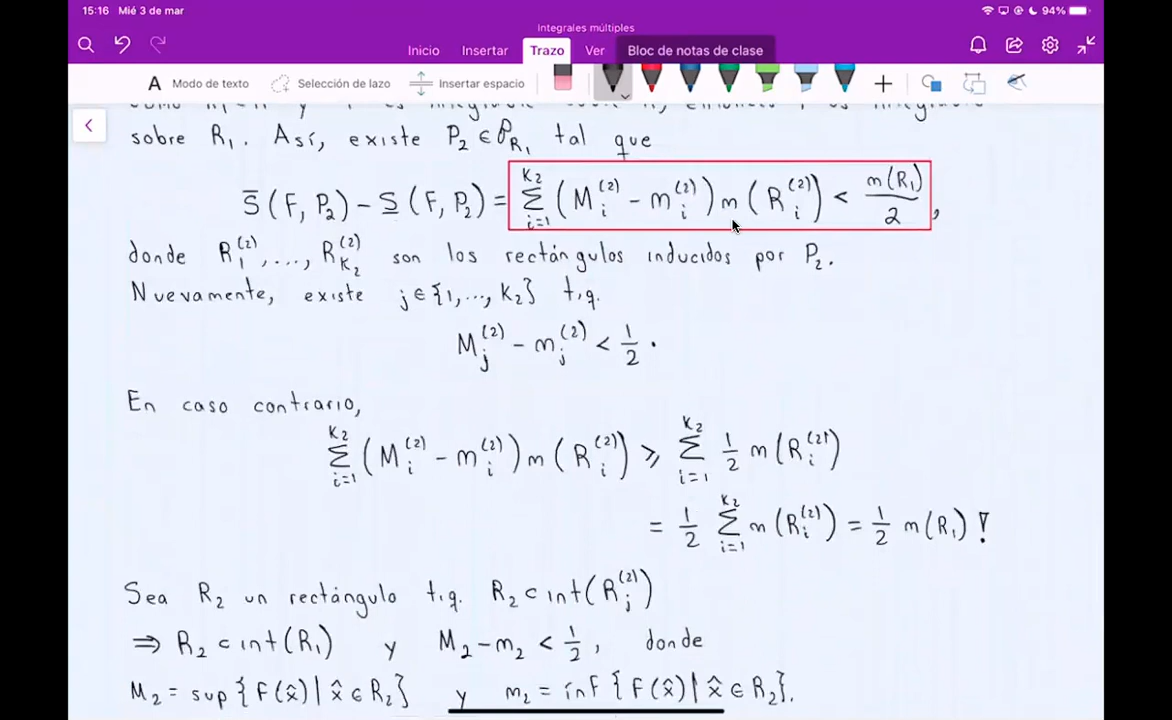 15:16 Mié 3 de mar
94%
Integrales múltiples
Inicio Insertar Trazo Ver Bloc de notas de clase
A Modo de texto Selección de lazo Insertar espacio
sobre R₁. Así, existe P₂ ∈ 𝒫_{R₁} tal que
S̄(f, P₂) − S̲(f, P₂) = ∑_{i=1}^{K₂} (M_i^{(2)} − m_i^{(2)}) m(R_i^{(2)}) < m(R₁)/2,
donde R_1^{(2)}, ..., R_{K₂}^{(2)} son los rectángulos inducidos por P₂.
Nuevamente, existe j ∈ {1, ..., K₂} t.q.
M_j^{(2)} − m_j^{(2)} < 1/2.
En caso contrario,
∑_{i=1}^{K₂} (M_i^{(2)} − m_i^{(2)}) m(R_i^{(2)}) ⩾ ∑_{i=1}^{K₂} 1/2 m(R_i^{(2)})
= 1/2 ∑_{i=1}^{K₂} m(R_i^{(2)}) = 1/2 m(R₁) !
Sea R₂ un rectángulo t.q. R₂ ⊂ int(R_j^{(2)})
⇒ R₂ ⊂ int(R₁) y M₂ − m₂ < 1/2, donde
M₂ = sup {f(x̂) | x̂ ∈ R₂} y m₂ = ínf {f(x̂) | x̂ ∈ R₂}.